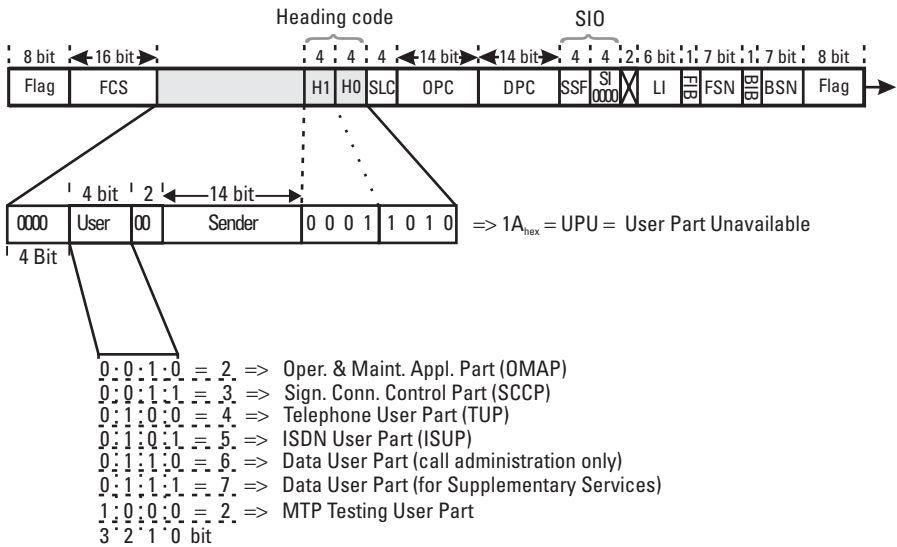 Heading code SIO
8 bit 16 bit 4 4 4 14 bit 14 bit 4 4 2 6 bit 1 7 bit 1 7 bit 8 bit
Flag FCS H1 H0 SLC OPC DPC SSF SI 0000 LI FIB FSN BIB BSN Flag
4 bit 2 14 bit
0000 User 00 Sender 0 0 0 1 1 0 1 0 => 1Ahex = UPU = User Part Unavailable
4 Bit
0 0 1 0 = 2 => Oper. & Maint. Appl. Part (OMAP)
0 0 1 1 = 3 => Sign. Conn. Control Part (SCCP)
0 1 0 0 = 4 => Telephone User Part (TUP)
0 1 0 1 = 5 => ISDN User Part (ISUP)
0 1 1 0 = 6 => Data User Part (call administration only)
0 1 1 1 = 7 => Data User Part (for Supplementary Services)
1 0 0 0 = 2 => MTP Testing User Part
3 2 1 0 bit